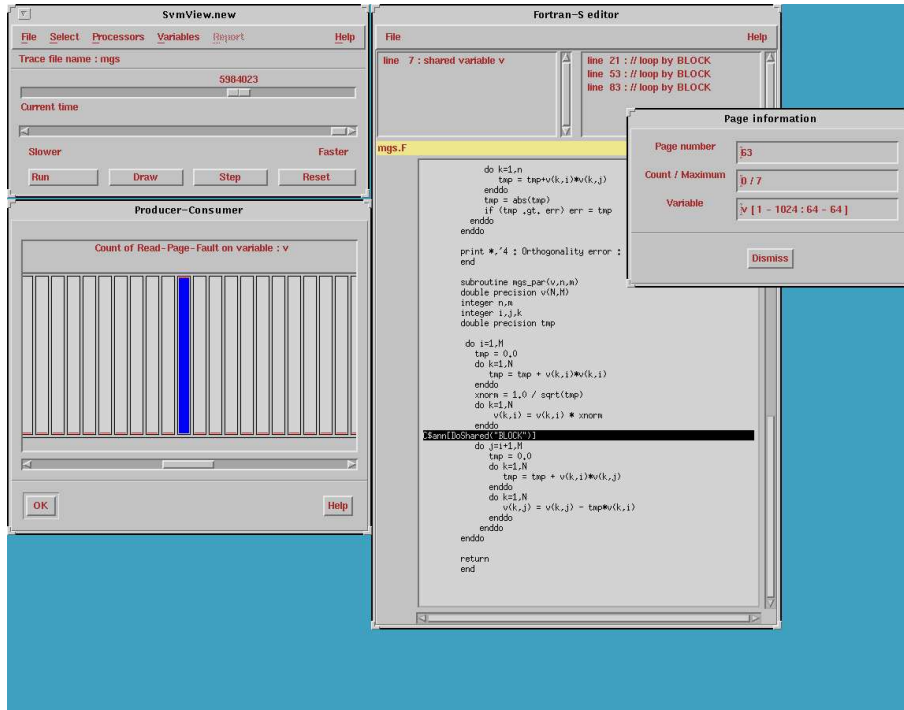 SvmView.new
File Select Processors Variables Report Help
Trace file name : mgs
5984023
Current time
Slower Faster
Run Draw Step Reset
Producer-Consumer
Count of Read-Page-Fault on variable : v
OK Help
Fortran-S editor
File Help
line 7 : shared variable v
line 21 : // loop by BLOCK
line 53 : // loop by BLOCK
line 83 : // loop by BLOCK
mgs.F
do k=1,n
tmp = tmp+v(k,i)*v(k,j)
enddo
tmp = abs(tmp)
if (tmp .gt. err) err = tmp
enddo
enddo
print *,'4 : Orthogonality error :
end
subroutine mgs_par(v,n,m)
double precision v(N,M)
integer n,m
integer i,j,k
double precision tmp
do i=1,M
tmp = 0.0
do k=1,N
tmp = tmp + v(k,i)*v(k,i)
enddo
xnorm = 1.0 / sqrt(tmp)
do k=1,N
v(k,i) = v(k,i) * xnorm
enddo
C$ann[DoShared("BLOCK")]
do j=i+1,M
tmp = 0.0
do k=1,N
tmp = tmp + v(k,i)*v(k,j)
enddo
do k=1,N
v(k,j) = v(k,j) - tmp*v(k,i)
enddo
enddo
enddo
return
end
Page information
Page number 63
Count / Maximum 0 / 7
Variable v [ 1 - 1024 : 64 - 64 ]
Dismiss